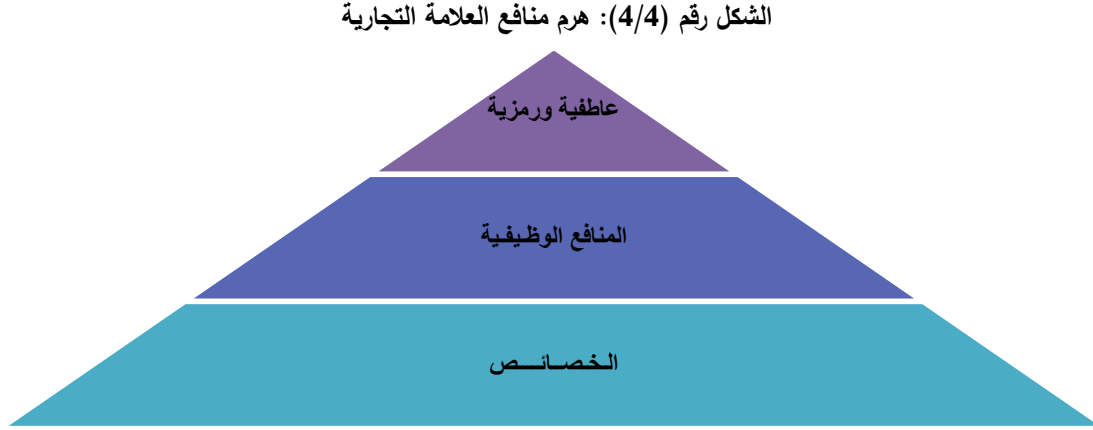 الشكل رقم (4/4): هرم منافع العلامة التجارية
عاطفية ورمزية
المنافع الوظيفية
الخصائص